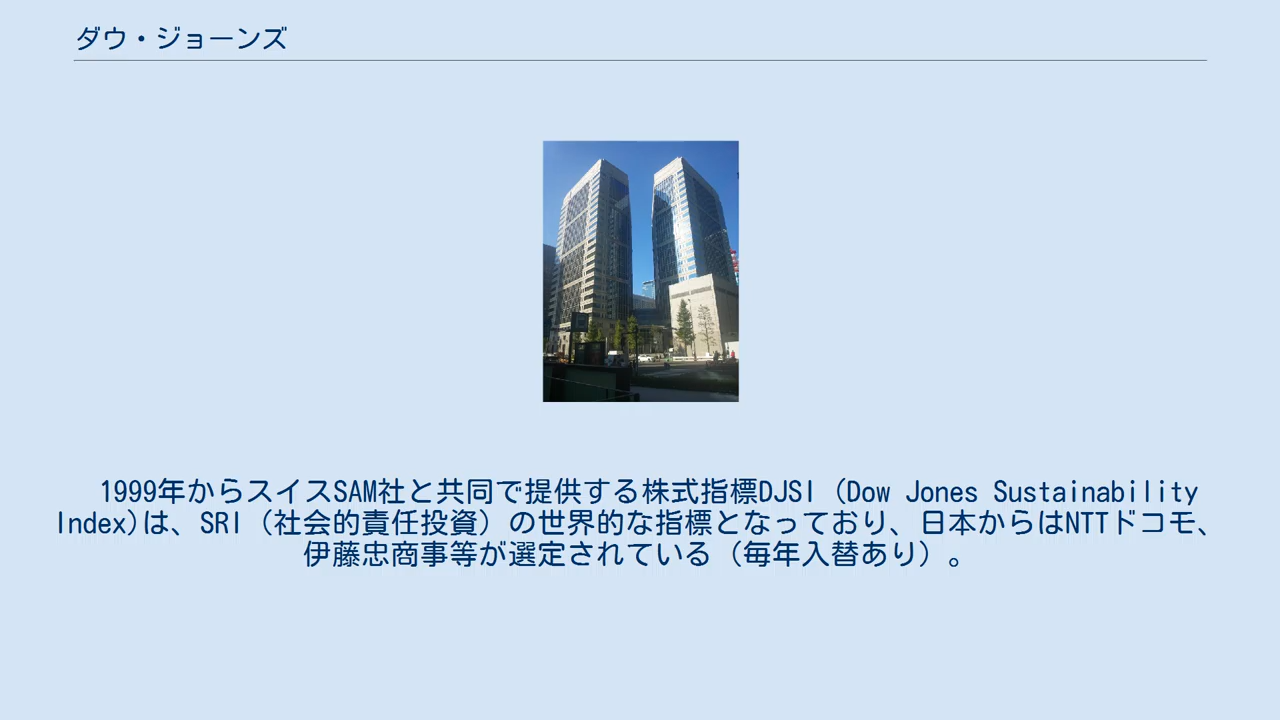 ダウ・ジョーンズ
1999年からスイスSAM社と共同で提供する株式指標DJSI（Dow Jones Sustainability
Index)は、SRI（社会的責任投資）の世界的な指標となっており、日本からはNTTドコモ、
伊藤忠商事等が選定されている（毎年入替あり）。